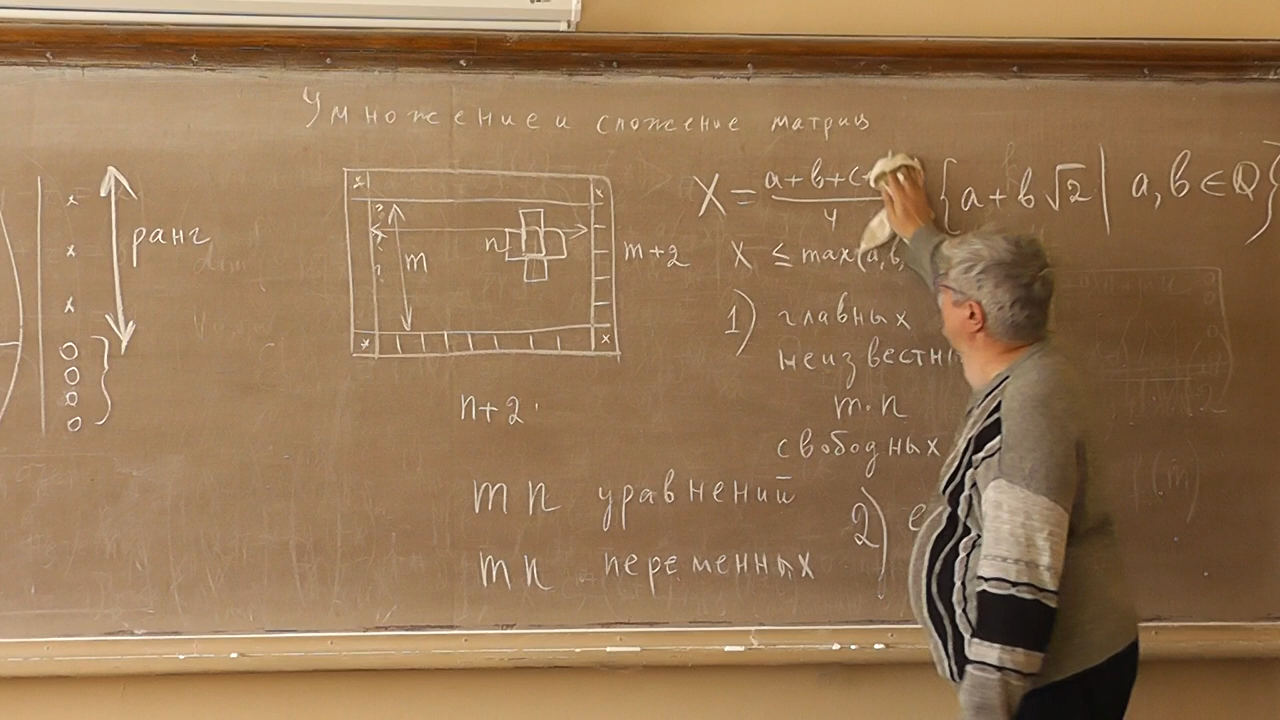 Умножение и сложение матриц
ранг
n
m
m+2
n+2
mn уравнений
mn переменных
X = a+b+c+ / 4
X ≤ max(a,b,
1) главных
неизвестн
m·n
свободных
2)
{a+b√2 | a,b ∈ Q}